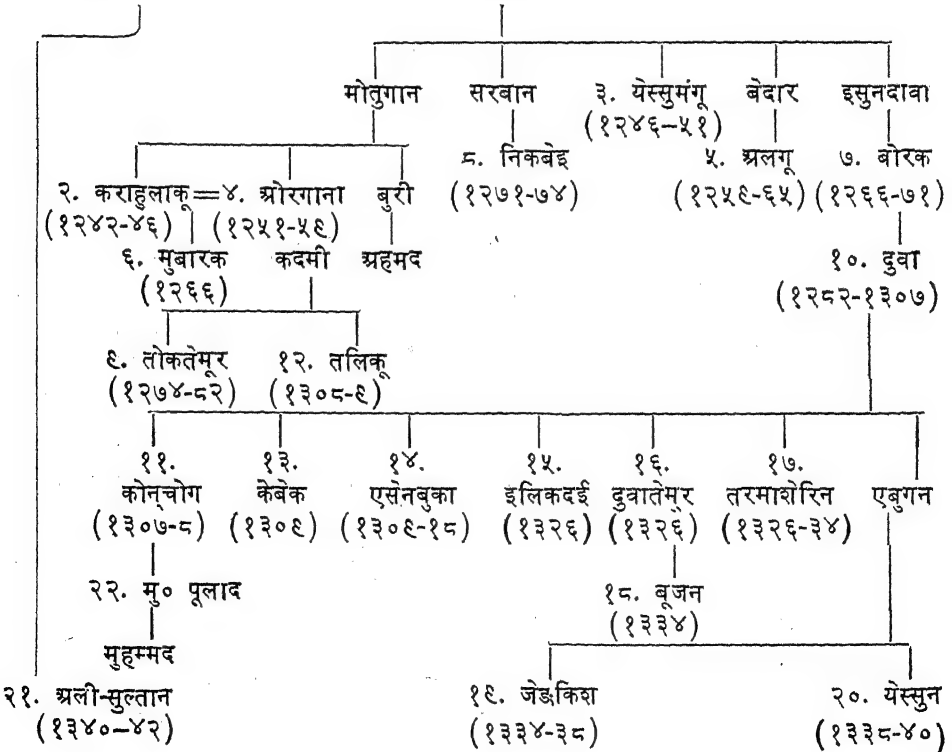 मोतुगान सरबान ३. येस्सुमंगू बेदार इसुनदावा
(१२४६–५१)
८. निकबेइ ५. अलगू ७. बोरक
२. कराहुलाकू=४. ओरगाना बुरी (१२७१-७४) (१२५९-६५) (१२६६-७१)
(१२४२-४६) (१२५१-५९)
६. मुबारक कदमी अहमद १०. दुवा
(१२६६) (१२८२-१३०७)
९. तोकतेमूर १२. तलिकू
(१२७४-८२) (१३०८-९)
११. १३. १४. १५. १६. १७.
कोन्चोग केबेक एसेनबुका इलिकदई दुवातेमूर तरमाशेरिन एबुगन
(१३०७-८) (१३०९) (१३०९-१८) (१३२६) (१३२६) (१३२६-३४)
२२. मु० पूलाद १८. बूजन
(१३३४)
मुहम्मद
२१. अली-सुल्तान १९. जेङकिश २०. येस्सुन
(१३४०–४२) (१३३४-३८) (१३३८-४०)